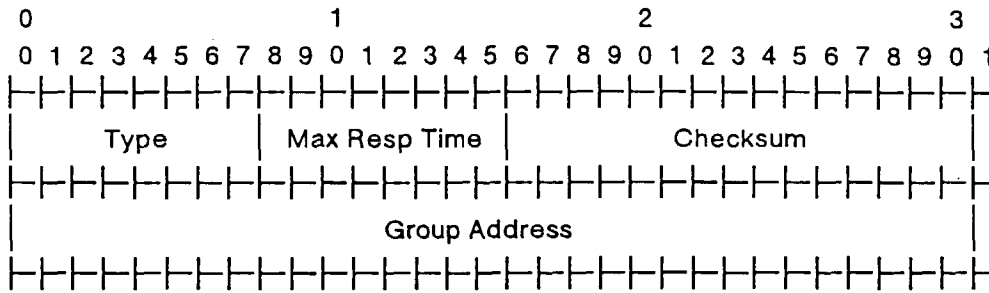 0 1 2 3
0 1 2 3 4 5 6 7 8 9 0 1 2 3 4 5 6 7 8 9 0 1 2 3 4 5 6 7 8 9 0 1
Type Max Resp Time Checksum
Group Address